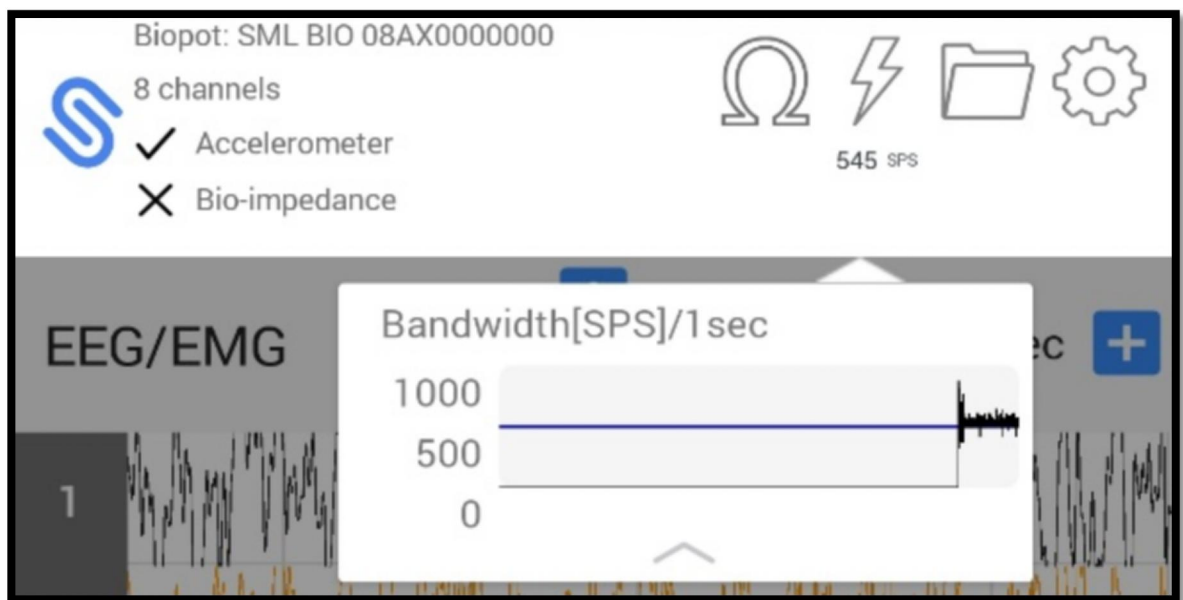 Biopot: SML BIO 08AX0000000
8 channels
Accelerometer
Bio-impedance
Ω
545 SPS
EEG/EMG
Bandwidth[SPS]/1sec
1000
500
0
1